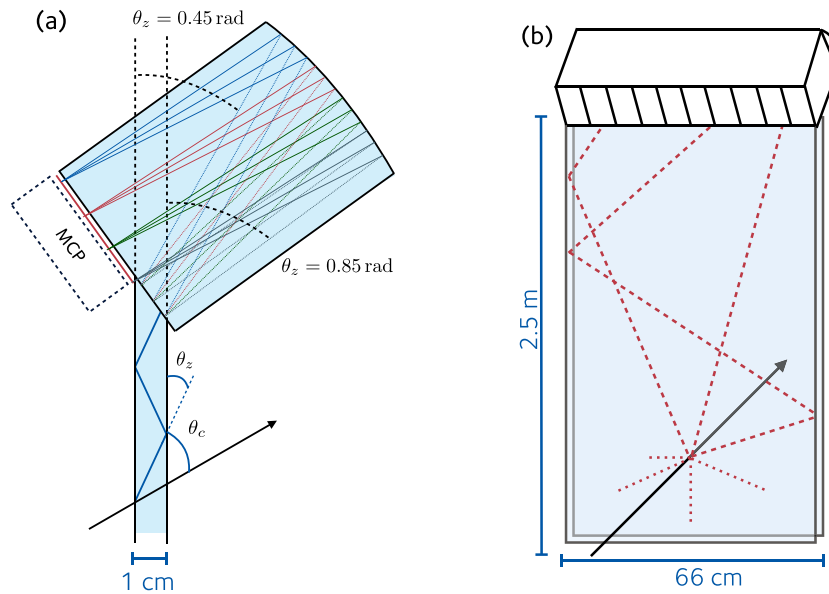 (a)
θ_z = 0.45 rad
MCP
θ_z = 0.85 rad
θ_z
θ_c
1 cm
(b)
2.5 m
66 cm